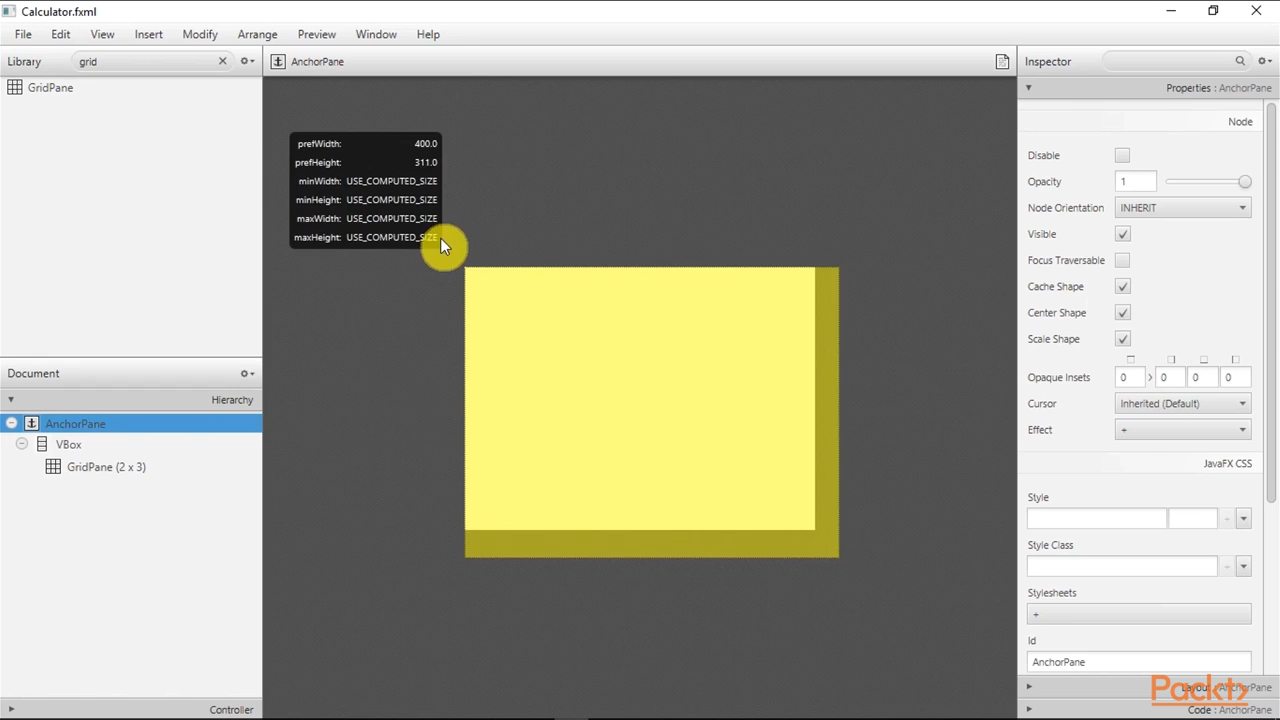 Calculator.fxml
File Edit View Insert Modify Arrange Preview Window Help
Library grid
GridPane
AnchorPane
prefWidth: 400.0
prefHeight: 311.0
minWidth: USE_COMPUTED_SIZE
minHeight: USE_COMPUTED_SIZE
maxWidth: USE_COMPUTED_SIZE
maxHeight: USE_COMPUTED_SIZE
Document
Hierarchy
AnchorPane
VBox
GridPane (2 x 3)
Controller
Inspector
Properties : AnchorPane
Node
Disable
Opacity 1
Node Orientation INHERIT
Visible
Focus Traversable
Cache Shape
Center Shape
Scale Shape
Opaque Insets 0 0 0 0
Cursor Inherited (Default)
Effect +
JavaFX CSS
Style
Style Class
Stylesheets
+
Id
AnchorPane
Layout : AnchorPane
Packt>
Code : AnchorPane